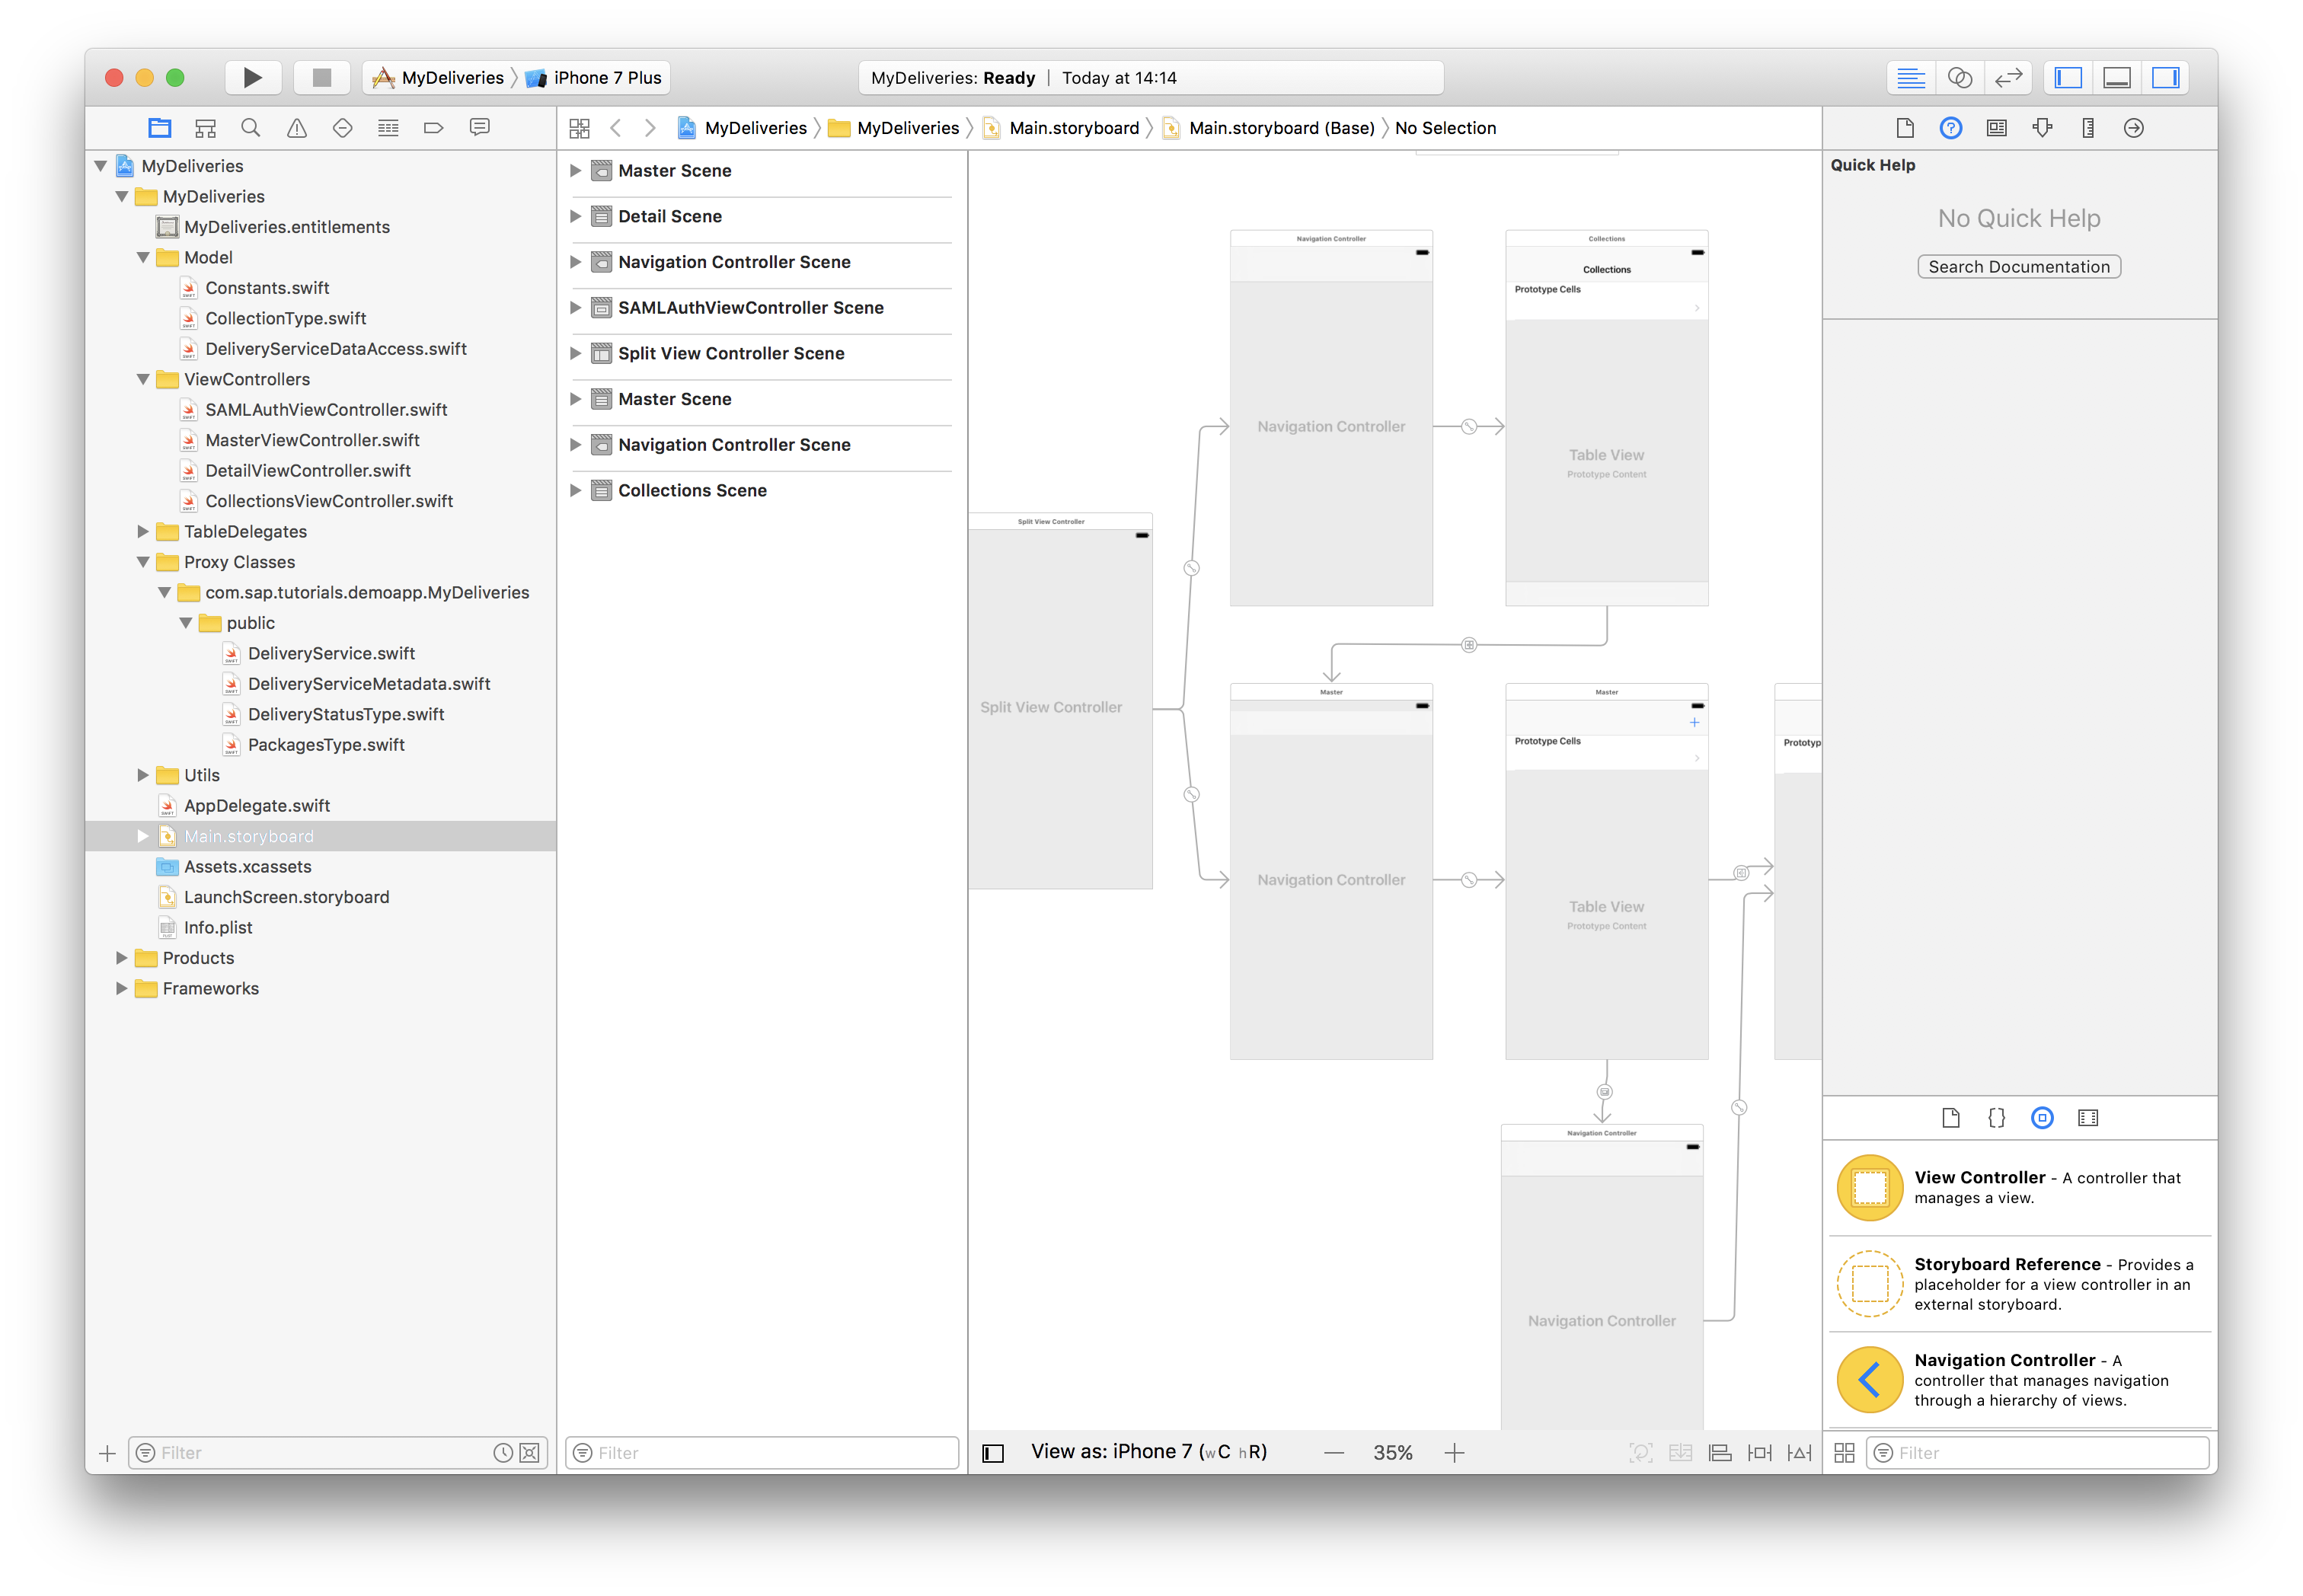 MyDeliveries iPhone 7 Plus
MyDeliveries: Ready | Today at 14:14
MyDeliveries MyDeliveries Main.storyboard Main.storyboard (Base) No Selection
MyDeliveries
MyDeliveries
MyDeliveries.entitlements
Model
Constants.swift
CollectionType.swift
DeliveryServiceDataAccess.swift
ViewControllers
SAMLAuthViewController.swift
MasterViewController.swift
DetailViewController.swift
CollectionsViewController.swift
TableDelegates
Proxy Classes
com.sap.tutorials.demoapp.MyDeliveries
public
DeliveryService.swift
DeliveryServiceMetadata.swift
DeliveryStatusType.swift
PackagesType.swift
Utils
AppDelegate.swift
Main.storyboard
Assets.xcassets
LaunchScreen.storyboard
Info.plist
Products
Frameworks
Filter
Master Scene
Detail Scene
Navigation Controller Scene
SAMLAuthViewController Scene
Split View Controller Scene
Master Scene
Navigation Controller Scene
Collections Scene
Filter
Split View Controller
Split View Controller
Navigation Controller
Navigation Controller
Collections
Collections
Prototype Cells
Table View
Prototype Content
Master
Navigation Controller
Master
Prototype Cells
Table View
Prototype Content
Prototyp
Navigation Controller
Navigation Controller
View as: iPhone 7 (wC hR)
35%
Quick Help
No Quick Help
Search Documentation
View Controller - A controller that
manages a view.
Storyboard Reference - Provides a
placeholder for a view controller in an
external storyboard.
Navigation Controller - A
controller that manages navigation
through a hierarchy of views.
Filter